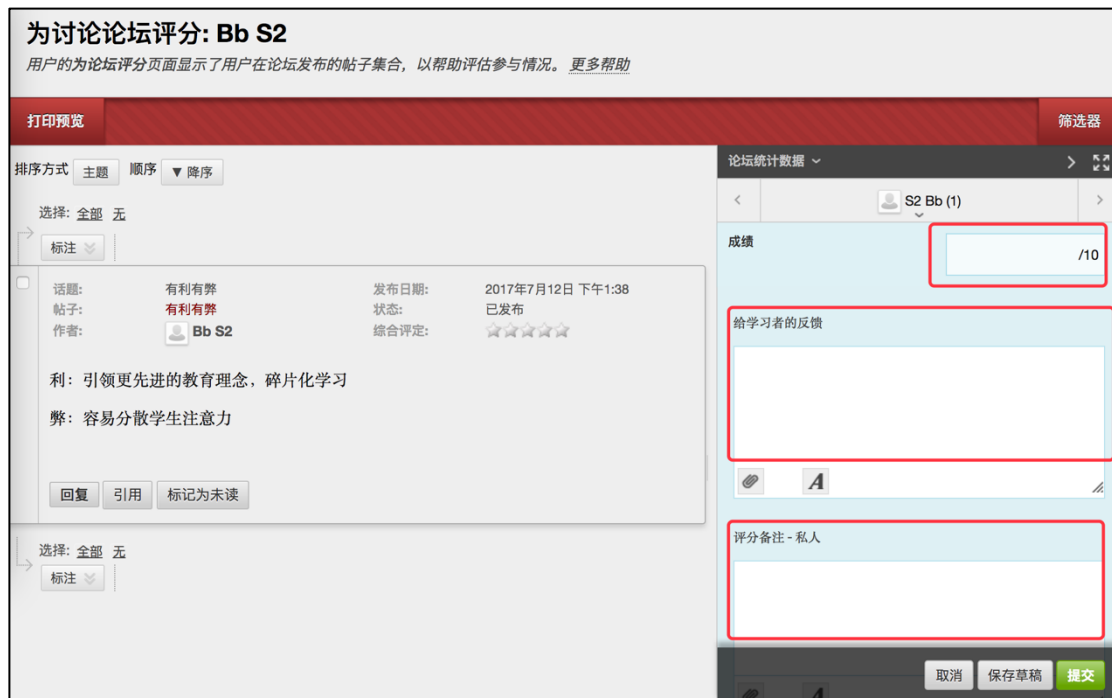 为讨论论坛评分: Bb S2
用户的为论坛评分页面显示了用户在论坛发布的帖子集合，以帮助评估参与情况。 更多帮助
打印预览
筛选器
排序方式 主题 顺序 ▼ 降序
选择: 全部 无
标注
话题: 有利有弊 发布日期: 2017年7月12日 下午1:38
帖子: 有利有弊 状态: 已发布
作者: Bb S2 综合评定:
利：引领更先进的教育理念，碎片化学习
弊：容易分散学生注意力
回复 引用 标记为未读
选择: 全部 无
标注
论坛统计数据
S2 Bb (1)
成绩 /10
给学习者的反馈
A
评分备注 - 私人
取消 保存草稿 提交